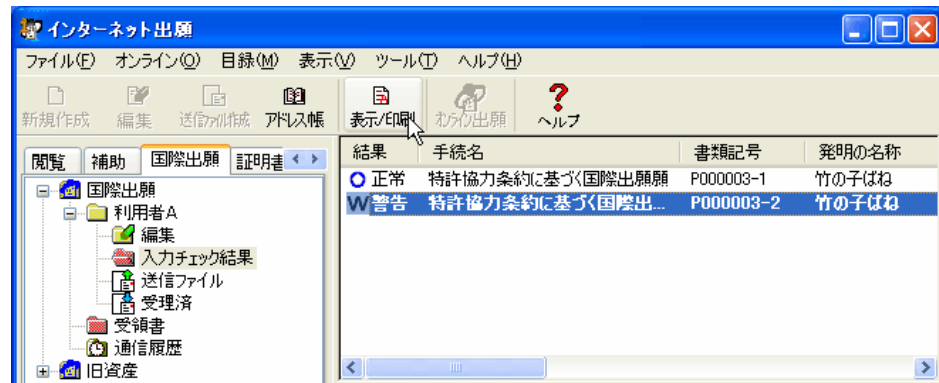 インターネット出願
ファイル(F) オンライン(O) 目録(M) 表示(V) ツール(T) ヘルプ(H)
新規作成 編集 送信ファイル作成 アドレス帳 表示/印刷 オンライン出願 ヘルプ
閲覧 補助 国際出願 証明書
結果 手続名 書類記号 発明の名称
正常 特許協力条約に基づく国際出願願 P000003-1 竹の子ばね
W 警告 特許協力条約に基づく国際出... P000003-2 竹の子ばね
国際出願
利用者A
編集
入力チェック結果
送信ファイル
受理済
受領書
通信履歴
旧資産